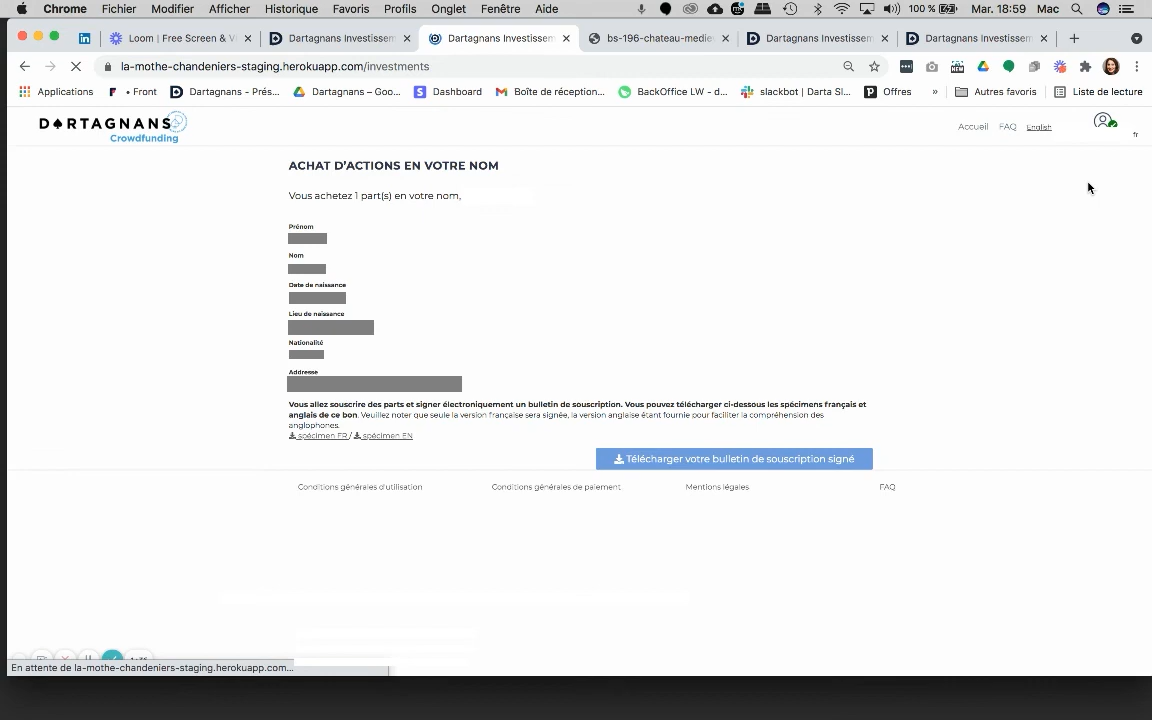 Chrome Fichier Modifier Afficher Historique Favoris Profils Onglet Fenêtre Aide 100 % Mar. 18:59 Mac
Loom | Free Screen & V Dartagnans Investissem Dartagnans Investissem bs-196-chateau-medie Dartagnans Investissem Dartagnans Investissem
la-mothe-chandeniers-staging.herokuapp.com/investments
Applications • Front Dartagnans - Prés... Dartagnans – Goo... Dashboard Boîte de réception... BackOffice LW - d... slackbot | Darta Sl... Offres » Autres favoris Liste de lecture
DARTAGNANS
Crowdfunding
Accueil FAQ English
fr
ACHAT D'ACTIONS EN VOTRE NOM
Vous achetez 1 part(s) en votre nom,
Prénom
Nom
Date de naissance
Lieu de naissance
Nationalité
Addresse
Vous allez souscrire des parts et signer électroniquement un bulletin de souscription. Vous pouvez télécharger ci-dessous les spécimens français et
anglais de ce bon. Veuillez noter que seule la version française sera signée, la version anglaise étant fournie pour faciliter la compréhension des
anglophones.
spécimen FR / spécimen EN
Télécharger votre bulletin de souscription signé
Conditions générales d'utilisation Conditions générales de paiement Mentions légales FAQ
En attente de la-mothe-chandeniers-staging.herokuapp.com...